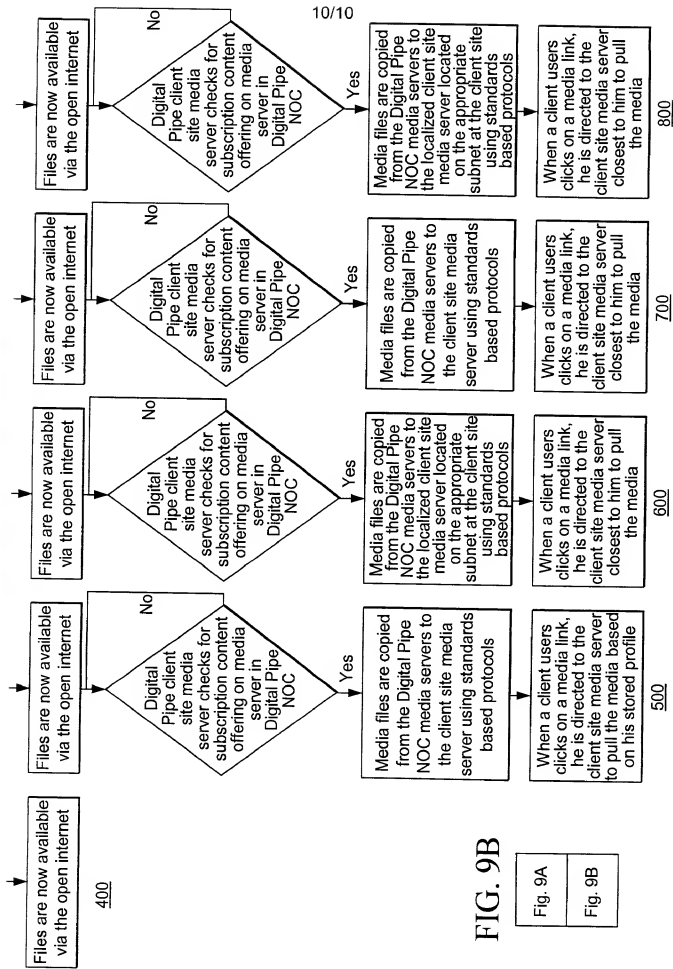 10/10
Files are now available
via the open internet
400
Files are now available
via the open internet
Digital
Pipe client
site media
server checks for
subscription content
offering on media
server in
Digital Pipe
NOC
No
Yes
Media files are copied
from the Digital Pipe
NOC media servers to
the client site media
server using standards
based protocols
When a client users
clicks on a media link,
he is directed to the
client site media server
to pull the media based
on his stored profile
500
Files are now available
via the open internet
Digital
Pipe client
site media
server checks for
subscription content
offering on media
server in
Digital Pipe
NOC
No
Yes
Media files are copied
from the Digital Pipe
NOC media servers to
the localized client site
media server located
on the appropriate
subnet at the client site
using standards
based protocols
When a client users
clicks on a media link,
he is directed to the
client site media server
closest to him to pull
the media
600
Files are now available
via the open internet
Digital
Pipe client
site media
server checks for
subscription content
offering on media
server in
Digital Pipe
NOC
No
Yes
Media files are copied
from the Digital Pipe
NOC media servers to
the client site media
server using standards
based protocols
When a client users
clicks on a media link,
he is directed to the
client site media server
closest to him to pull
the media
700
Files are now available
via the open internet
Digital
Pipe client
site media
server checks for
subscription content
offering on media
server in
Digital Pipe
NOC
No
Yes
Media files are copied
from the Digital Pipe
NOC media servers to
the localized client site
media server located
on the appropriate
subnet at the client site
using standards
based protocols
When a client users
clicks on a media link,
he is directed to the
client site media server
closest to him to pull
the media
800
FIG. 9B
Fig. 9A
Fig. 9B